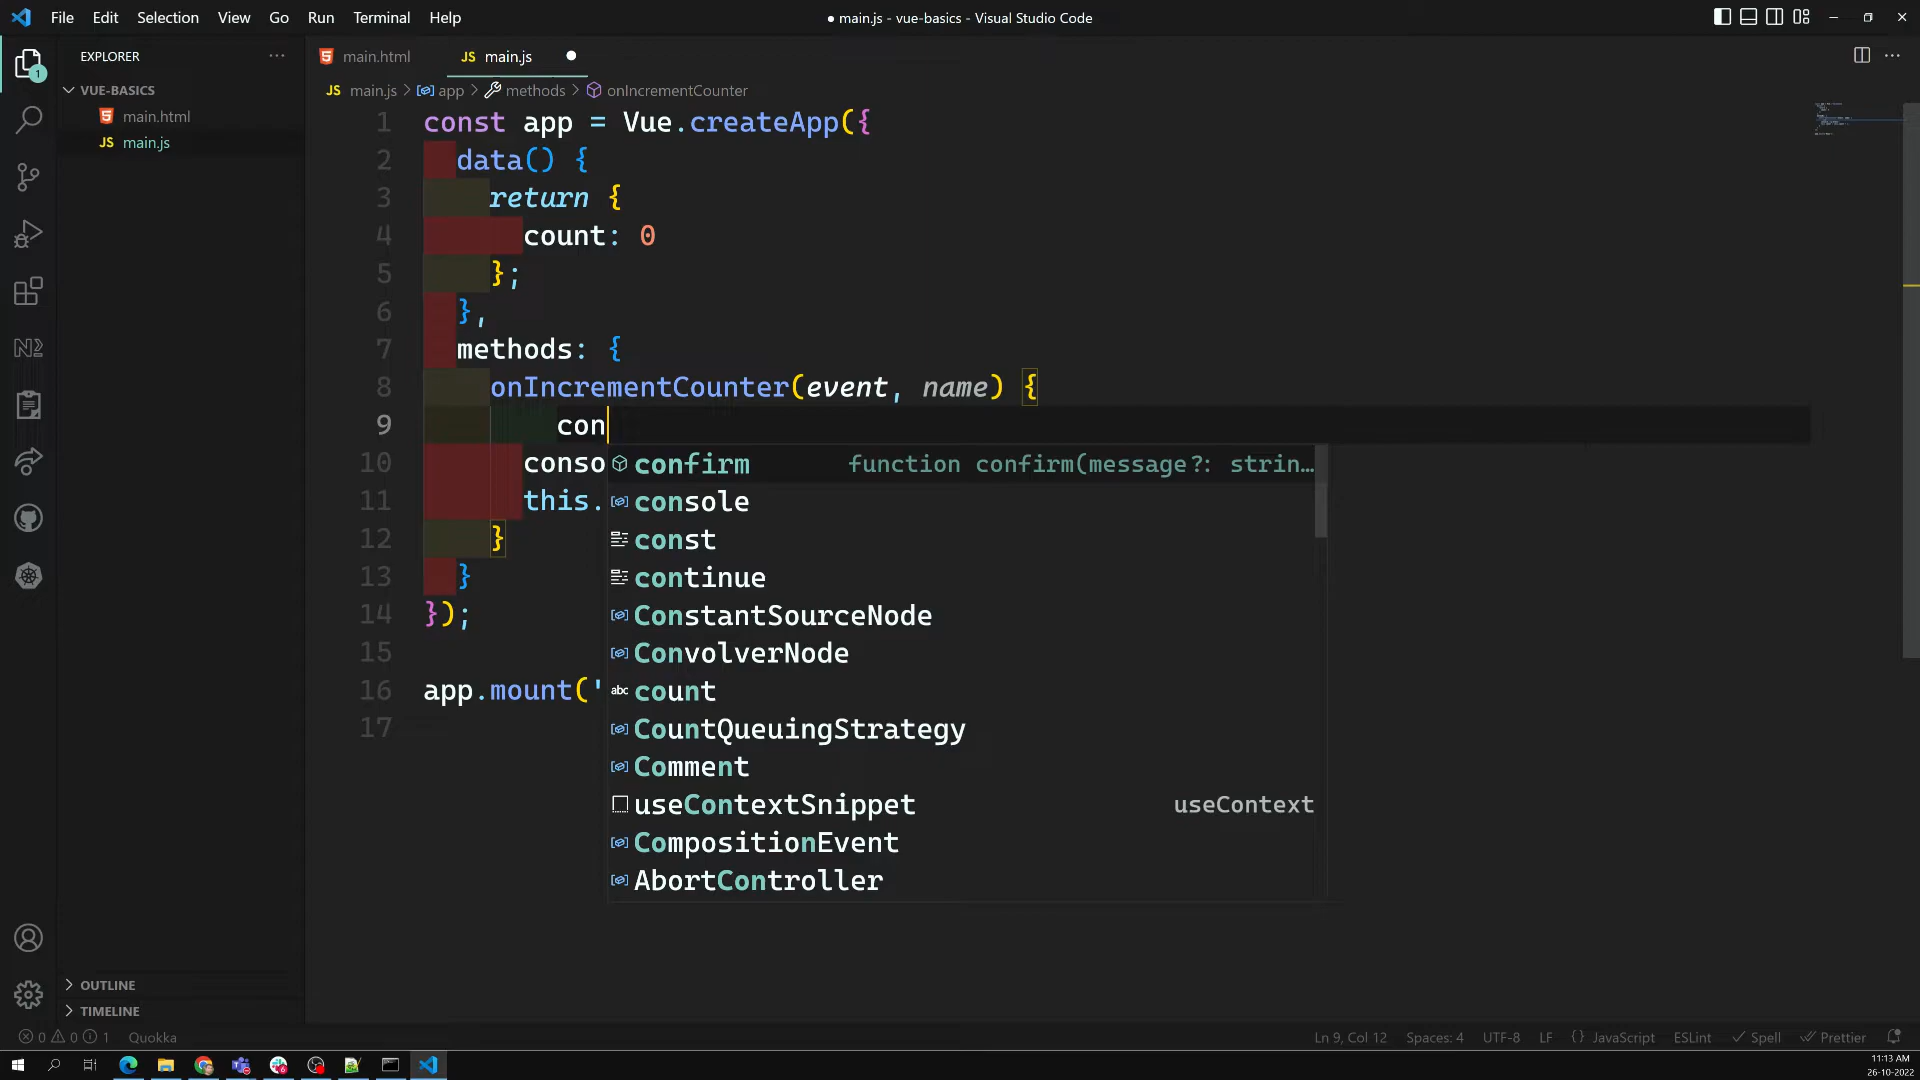 File Edit Selection View Go Run Terminal Help
● main.js - vue-basics - Visual Studio Code
EXPLORER
main.html
JS main.js
1
VUE-BASICS
main.html
JS main.js
JS main.js > app > methods > onIncrementCounter
1 const app = Vue.createApp({
2 data() {
3 return {
4 count: 0
5 };
6 },
7 methods: {
8 onIncrementCounter(event, name) {
9 con
10 conso
11 this.
12 }
13 }
14 });
15
16 app.mount('
17
confirm function confirm(message?: strin…
console
const
continue
ConstantSourceNode
ConvolverNode
abc count
CountQueuingStrategy
Comment
useContextSnippet useContext
CompositionEvent
AbortController
OUTLINE
TIMELINE
0 0 1 Quokka
Ln 9, Col 12 Spaces: 4 UTF-8 LF {} JavaScript ESLint Spell Prettier
11:13 AM
26-10-2022